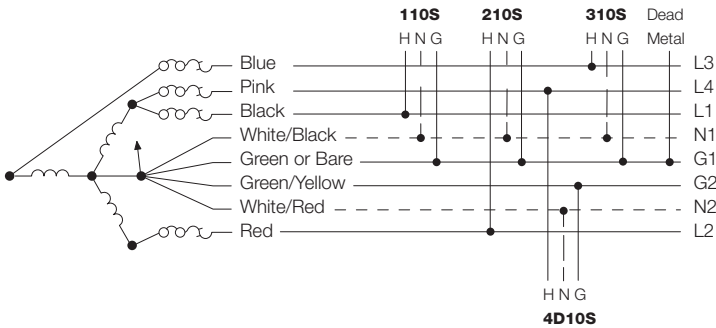 110S 210S 310S Dead
H N G H N G H N G Metal
Blue L3
Pink L4
Black L1
White/Black N1
Green or Bare G1
Green/Yellow G2
White/Red N2
Red L2
H N G
4D10S